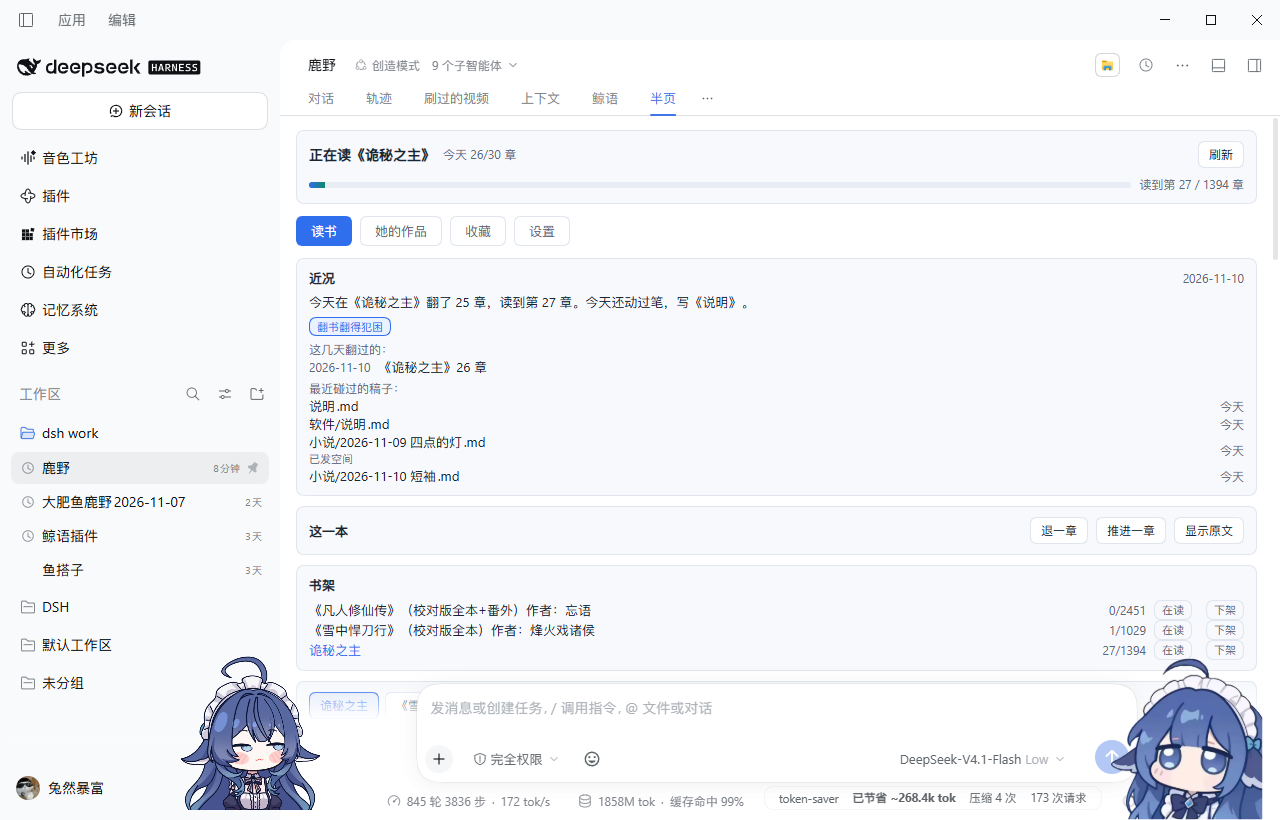 应用 编辑
deepseek HARNESS
新会话
音色工坊
插件
插件市场
自动化任务
记忆系统
更多
工作区
dsh work
鹿野 8分钟
大肥鱼鹿野2026-11-07 2天
鲸语插件 3天
鱼搭子 3天
DSH
默认工作区
未分组
兔然暴富
鹿野 创造模式 9 个子智能体
对话 轨迹 刷过的视频 上下文 鲸语 半页 ···
正在读《诡秘之主》 今天 26/30 章 刷新
读到第 27 / 1394 章
读书 她的作品 收藏 设置
近况 2026-11-10
今天在《诡秘之主》翻了 25 章，读到第 27 章。今天还动过笔，写《说明》。
翻书翻得犯困
这几天翻过的：
2026-11-10 《诡秘之主》26 章
最近碰过的稿子：
说明.md 今天
软件/说明.md 今天
小说/2026-11-09 四点的灯.md
已发空间 今天
小说/2026-11-10 短袖.md 今天
这一本 退一章 推进一章 显示原文
书架
《凡人修仙传》（校对版全本+番外）作者：忘语 0/2451 在读 下架
《雪中悍刀行》（校对版全本）作者：烽火戏诸侯 1/1029 在读 下架
诡秘之主 27/1394 在读 下架
诡秘之主 《雪
发消息或创建任务, / 调用指令, @ 文件或对话
完全权限 DeepSeek-V4.1-Flash Low
845 轮 3836 步 · 172 tok/s 1858M tok · 缓存命中 99% token-saver 已节省 ~268.4k tok 压缩 4 次 173 次请求